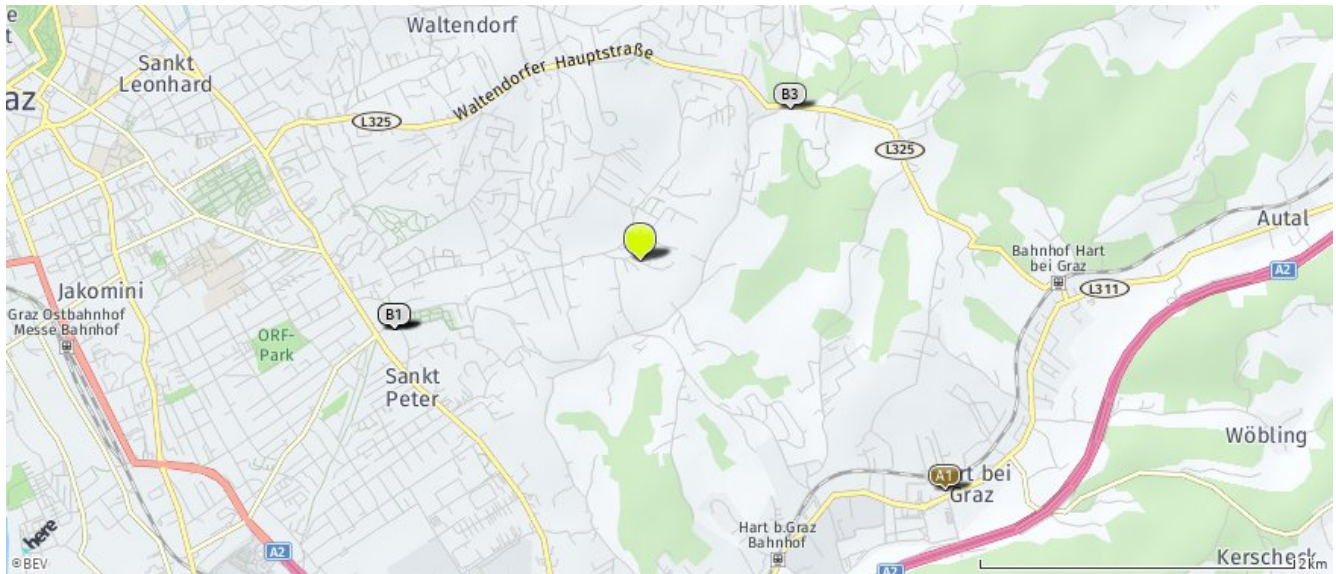 e
t
Waltendorf
Sankt
Leonhard
Waltendorfer Hauptstraße
az
B3
L325
L325
Autal
Bahnhof Hart
bei Graz
A2
Jakomini
L311
Graz Ostbahnhof
Messe Bahnhof
B1
ORF-
Park
Sankt
Peter
Wöbling
A1
rt bei
Graz
Hart b.Graz
Bahnhof
here
A2
©BEV
A2
Kerscheck
2km